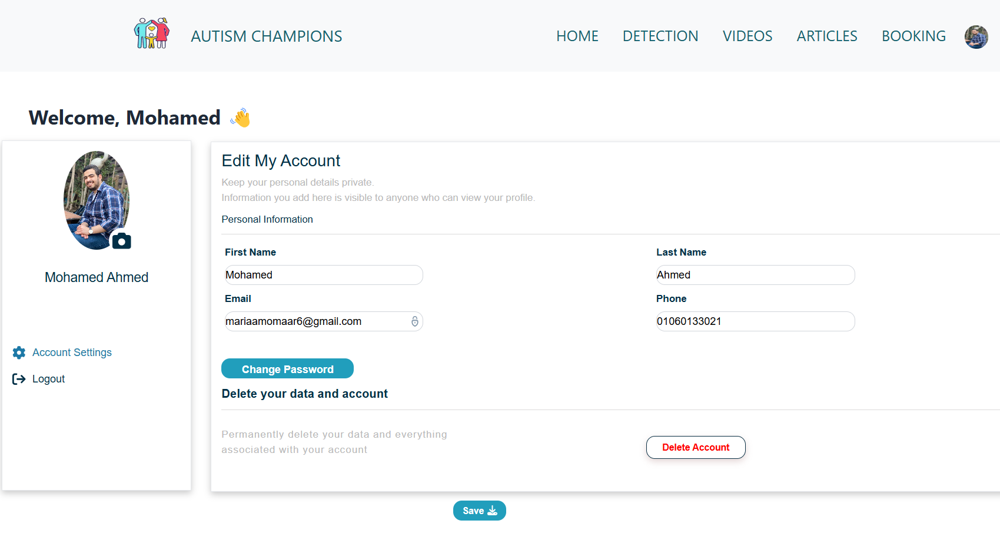 AUTISM CHAMPIONS
HOME DETECTION VIDEOS ARTICLES BOOKING
Welcome, Mohamed 👋
Mohamed Ahmed
Account Settings
Logout
Edit My Account
Keep your personal details private.
Information you add here is visible to anyone who can view your profile.
Personal Information
First Name
Mohamed
Last Name
Ahmed
Email
mariaamomaar6@gmail.com
Phone
01060133021
Change Password
Delete your data and account
Permanently delete your data and everything
associated with your account
Delete Account
Save